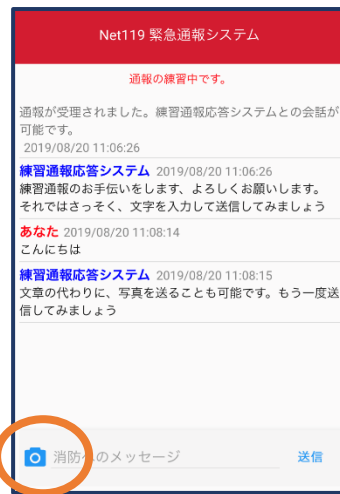 Net119 緊急通報システム
通報の練習中です。
通報が受理されました。練習通報応答システムとの会話が
可能です。
2019/08/20 11:06:26
練習通報応答システム 2019/08/20 11:06:26
練習通報のお手伝いをします、よろしくお願いします。
それではさっそく、文字を入力して送信してみましょう
あなた 2019/08/20 11:08:14
こんにちは
練習通報応答システム 2019/08/20 11:08:15
文章の代わりに、写真を送ることも可能です。もう一度送
信してみましょう
消防へのメッセージ 送信